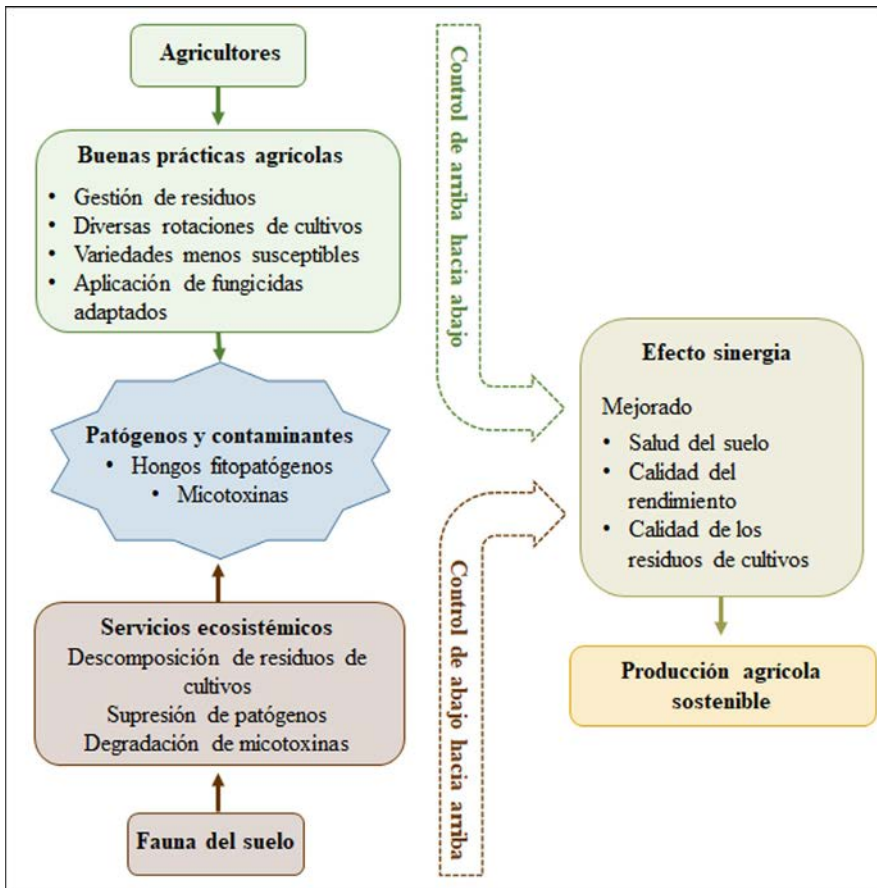 Agricultores
Buenas prácticas agrícolas
• Gestión de residuos
• Diversas rotaciones de cultivos
• Variedades menos susceptibles
• Aplicación de fungicidas
adaptados
Patógenos y contaminantes
• Hongos fitopatógenos
• Micotoxinas
Servicios ecosistémicos
Descomposición de residuos de
cultivos
Supresión de patógenos
Degradación de micotoxinas
Fauna del suelo
Control de arriba hacia abajo
Control de abajo hacia arriba
Efecto sinergia
Mejorado
• Salud del suelo
• Calidad del
rendimiento
• Calidad de los
residuos de cultivos
Producción agrícola
sostenible